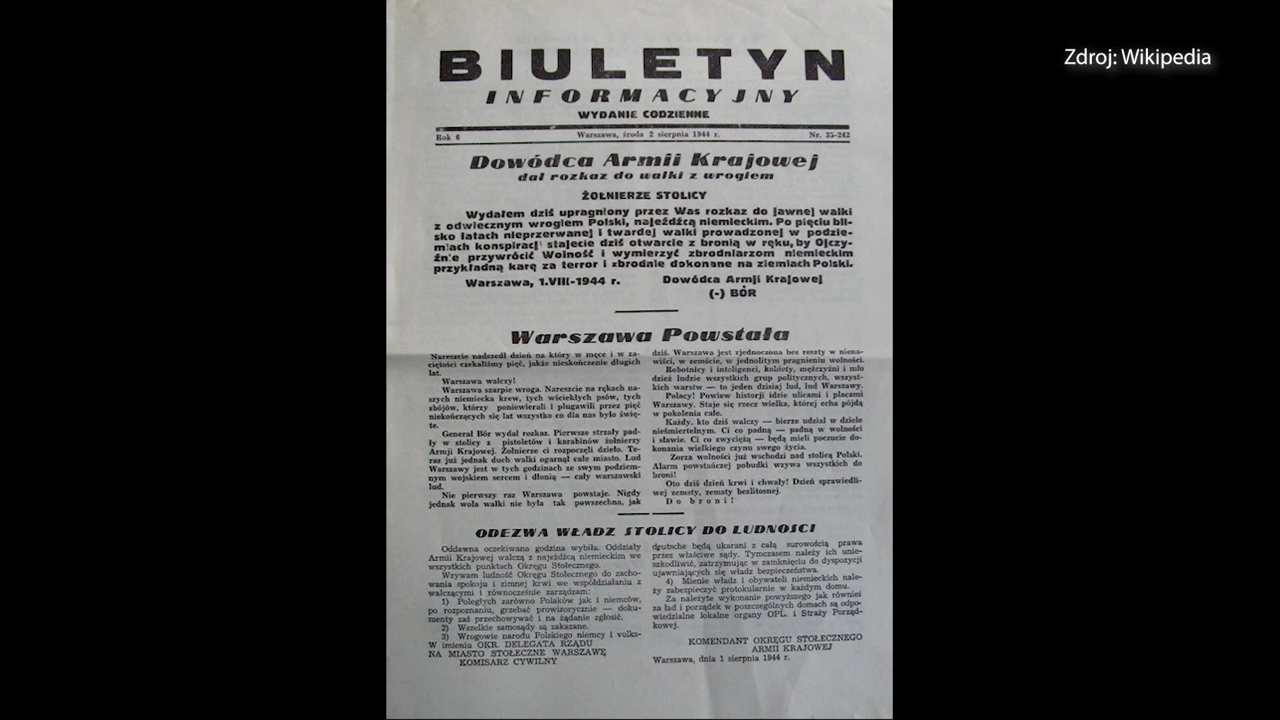 Zdroj: Wikipedia
BIULETYN
INFORMACYJNY
WYDANIE CODZIENNE
Rok 6 Warszawa, środa 2 sierpnia 1944 r. Nr. 35-242
Dowódca Armii Krajowej
dał rozkaz do walki z wrogiem
ŻOŁNIERZE STOLICY
Wydałem dziś upragniony przez Was rozkaz do jawnej walki
z odwiecznym wrogiem Polski, najeźdźcą niemieckim. Po pięciu bli-
sko latach nieprzerwanej i twardej walki prowadzonej w podzie-
miach konspiracji stajecie dziś otwarcie z bronią w ręku, by Ojczy-
źnie przywrócić Wolność i wymierzyć zbrodniarzom niemieckim
przykładną karę za terror i zbrodnie dokonane na ziemiach Polski.
Warszawa, 1.VIII-1944 r. Dowódca Armji Krajowej
(-) BÓR
Warszawa Powstała
Nareszcie nadszedł dzień na który w męce i w za-
ciętości czekaliśmy pięć, jakże nieskończenie długich
lat.
Warszawa walczy!
Warszawa szarpie wroga. Nareszcie na rękach na-
szych niemiecka krew, tych wściekłych psów, tych
zbójów, którzy poniewierali i plugawili przez pięć
niekończących się lat wszystko co dla nas było świę-
te.
Generał Bór wydał rozkaz. Pierwsze strzały pad-
ły w stolicy z pistoletów i karabinów żołnierzy
Armji Krajowej. Żołnierze ci rozpoczęli dzieło. Te-
raz już jednak duch walki ogarnął całe miasto. Lud
Warszawy jest w tych godzinach ze swym podziem-
nym wojskiem sercem i dłonią — cały warszawski
lud.
Nie pierwszy raz Warszawa powstaje. Nigdy
jednak wola walki nie była tak powszechna, jak
dziś. Warszawa jest zjednoczona bez reszty w niena-
wiści, w zemście, w jednolitym pragnieniu wolności.
Robotnicy i inteligenci, kobiety, mężczyźni i mło
dzież ludzie wszystkich grup politycznych, wszyst-
kich warstw — to jeden dzisiaj lud, lud Warszawy.
Polacy! Powiew historji idzie ulicami i placami
Warszawy. Staje się rzecz wielka, której echa pójdą
w pokolenia całe.
Każdy, kto dziś walczy — bierze udział w dziele
nieśmiertelnym. Ci co padną — padną w wolności
i sławie. Ci co zwyciężą — będą mieli poczucie do-
konania wielkiego czynu swego życia.
Zorza wolności już wschodzi nad stolicą Polski.
Alarm powstańczej pobudki wzywa wszystkich do
broni!
Oto dziś dzień krwi i chwały! Dzień sprawiedli-
wej zemsty, zemsty bezlitosnej.
Do broni!
ODEZWA WŁADZ STOLICY DO LUDNOŚCI
Oddawna oczekiwana godzina wybiła. Oddziały
Armii Krajowej walczą z najeźdźcą niemieckim we
wszystkich punktach Okręgu Stołecznego.
Wzywam ludność Okręgu Stołecznego do zacho-
wania spokoju i zimnej krwi we współdziałaniu z
walczącymi i równocześnie zarządzam:
1) Poległych zarówno Polaków jak i niemców,
po rozpoznaniu, grzebać prowizorycznie — doku-
menty zaś przechowywać i na żądanie zgłosić.
2) Wszelkie samosądy są zakazane.
3) Wrogowie narodu Polskiego niemcy i volks-
W imieniu OKR. DELEGATA RZĄDU
NA MIASTO STOŁECZNE WARSZAWĘ
KOMISARZ CYWILNY
deutsche będą ukarani z całą surowością prawa
przez właściwe sądy. Tymczasem należy ich unie-
szkodliwić, zatrzymując w zamknięciu do dyspozycji
ujawniających się władz bezpieczeństwa.
4) Mienie władz i obywateli niemieckich nale-
ży zabezpieczyć protokularnie w każdym domu.
Za należyte wykonanie powyższego jak również
za ład i porządek w poszczególnych domach są odpo-
wiedzialne lokalne organy OPL. i Straży Porząd-
kowej.
KOMENDANT OKRĘGU STOŁECZNEGO
ARMII KRAJOWEJ
Warszawa, dnia 1 sierpnia 1944 r.